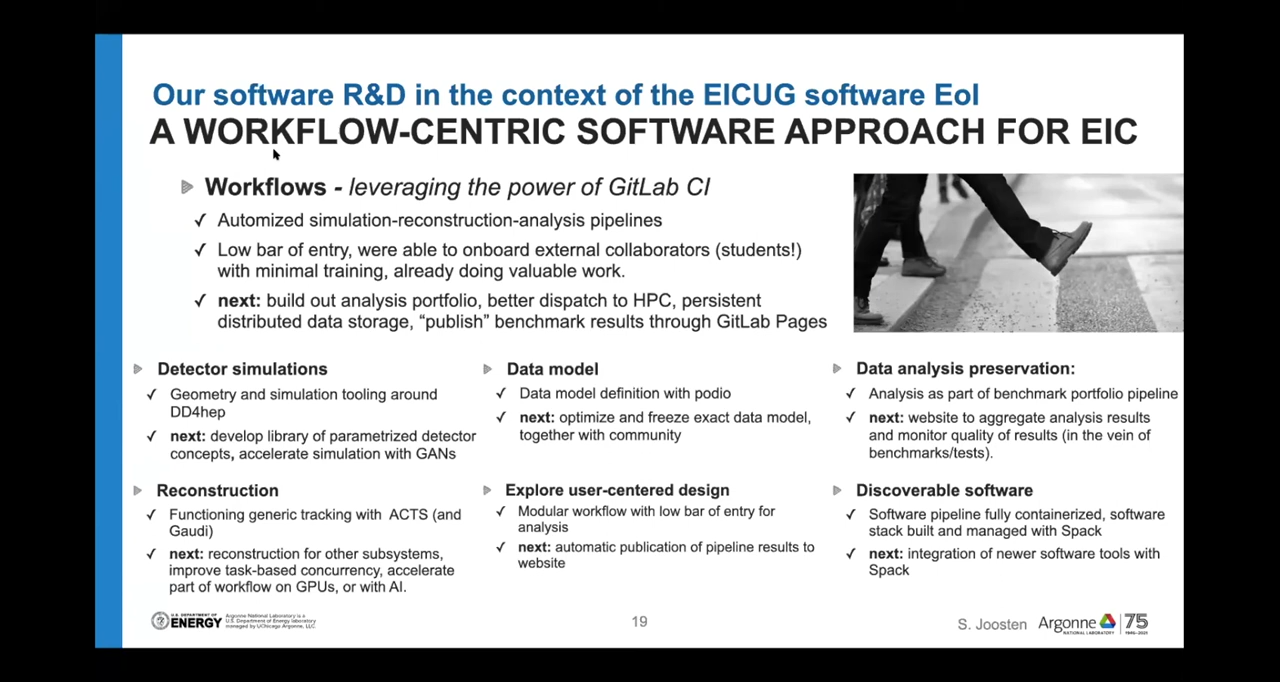 Our software R&D in the context of the EICUG software EoI
A WORKFLOW-CENTRIC SOFTWARE APPROACH FOR EIC
Workflows - leveraging the power of GitLab CI
✓ Automized simulation-reconstruction-analysis pipelines
✓ Low bar of entry, were able to onboard external collaborators (students!)
with minimal training, already doing valuable work.
✓ next: build out analysis portfolio, better dispatch to HPC, persistent
distributed data storage, “publish” benchmark results through GitLab Pages
Detector simulations
✓ Geometry and simulation tooling around
DD4hep
✓ next: develop library of parametrized detector
concepts, accelerate simulation with GANs
Data model
✓ Data model definition with podio
✓ next: optimize and freeze exact data model,
together with community
Data analysis preservation:
✓ Analysis as part of benchmark portfolio pipeline
✓ next: website to aggregate analysis results
and monitor quality of results (in the vein of
benchmarks/tests).
Reconstruction
✓ Functioning generic tracking with ACTS (and
Gaudi)
✓ next: reconstruction for other subsystems,
improve task-based concurrency, accelerate
part of workflow on GPUs, or with AI.
Explore user-centered design
✓ Modular workflow with low bar of entry for
analysis
✓ next: automatic publication of pipeline results to
website
Discoverable software
✓ Software pipeline fully containerized, software
stack built and managed with Spack
✓ next: integration of newer software tools with
Spack
U.S. DEPARTMENT OF
ENERGY
Argonne National Laboratory is a
U.S. Department of Energy laboratory
managed by UChicago Argonne, LLC.
19
S. Joosten
Argonne
NATIONAL LABORATORY
75
1946-2021